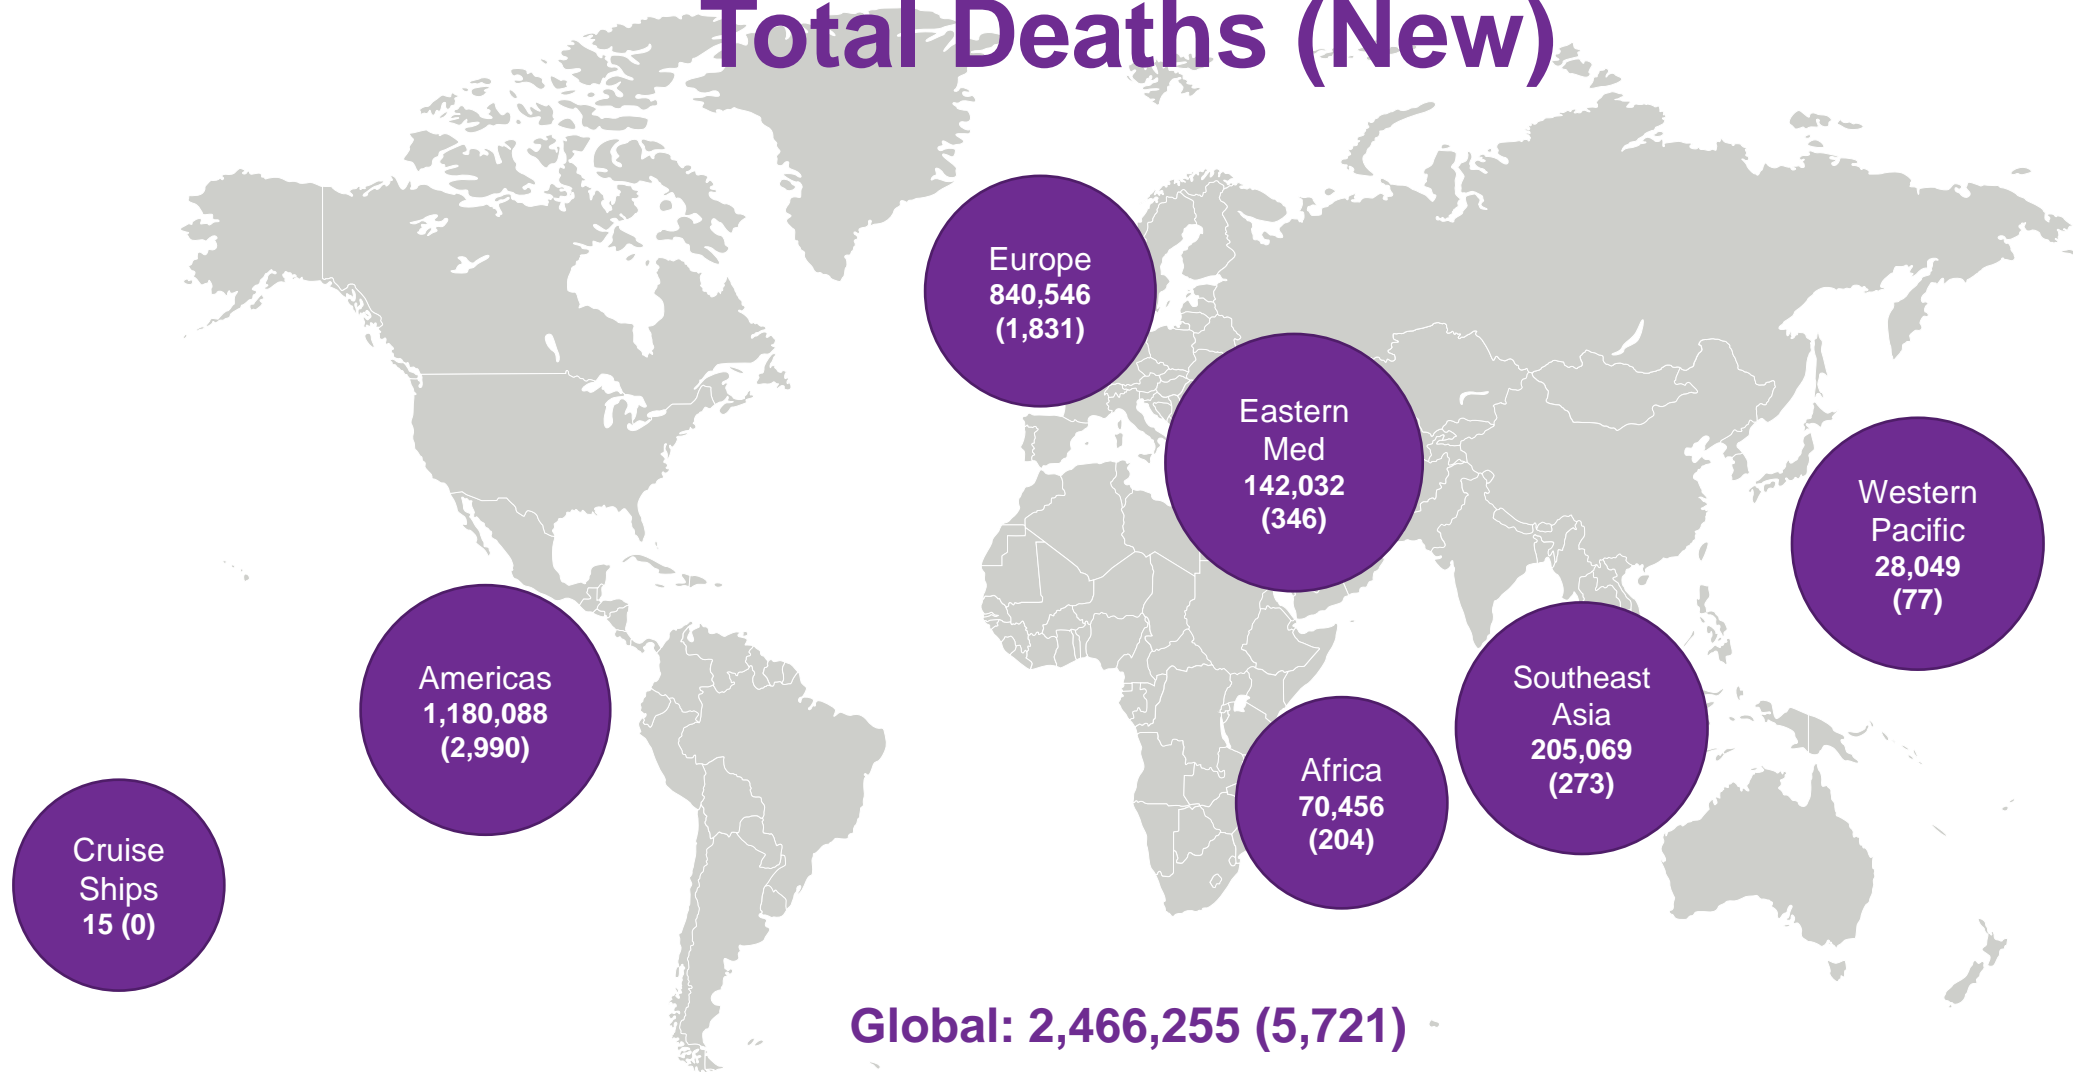 Total Deaths (New)
Europe
840,546
(1,831)
Eastern
Med
142,032
(346)
Western
Pacific
28,049
(77)
Americas
1,180,088
(2,990)
Southeast
Asia
205,069
(273)
Africa
70,456
(204)
Cruise
Ships
15 (0)
Global: 2,466,255 (5,721)